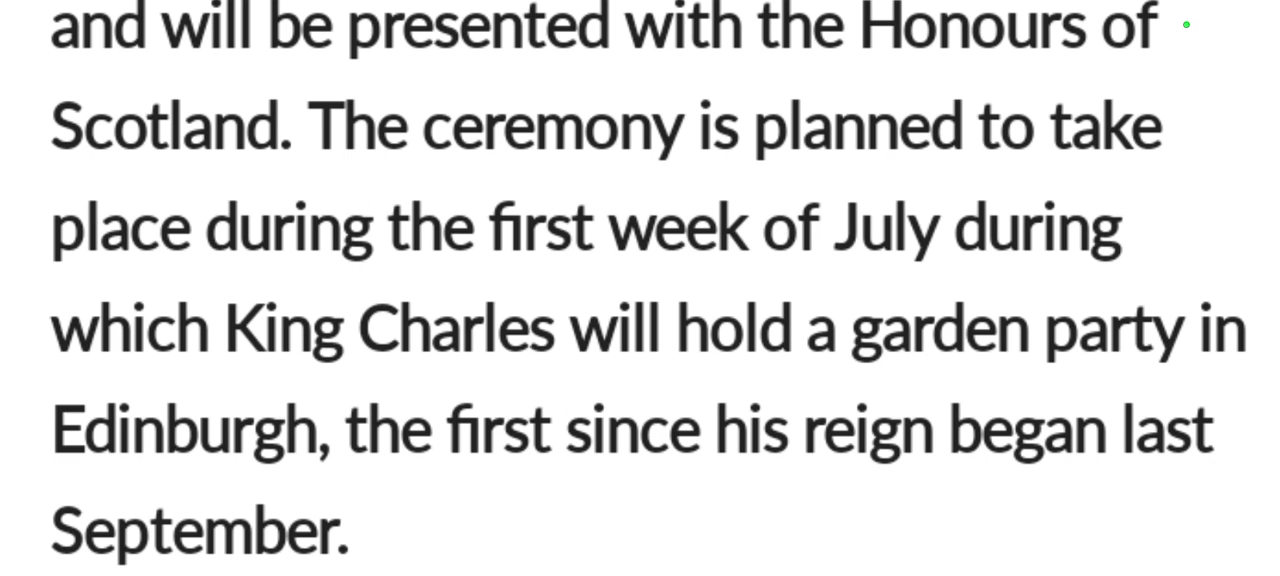 and will be presented with the Honours of
Scotland. The ceremony is planned to take
place during the first week of July during
which King Charles will hold a garden party in
Edinburgh, the first since his reign began last
September.